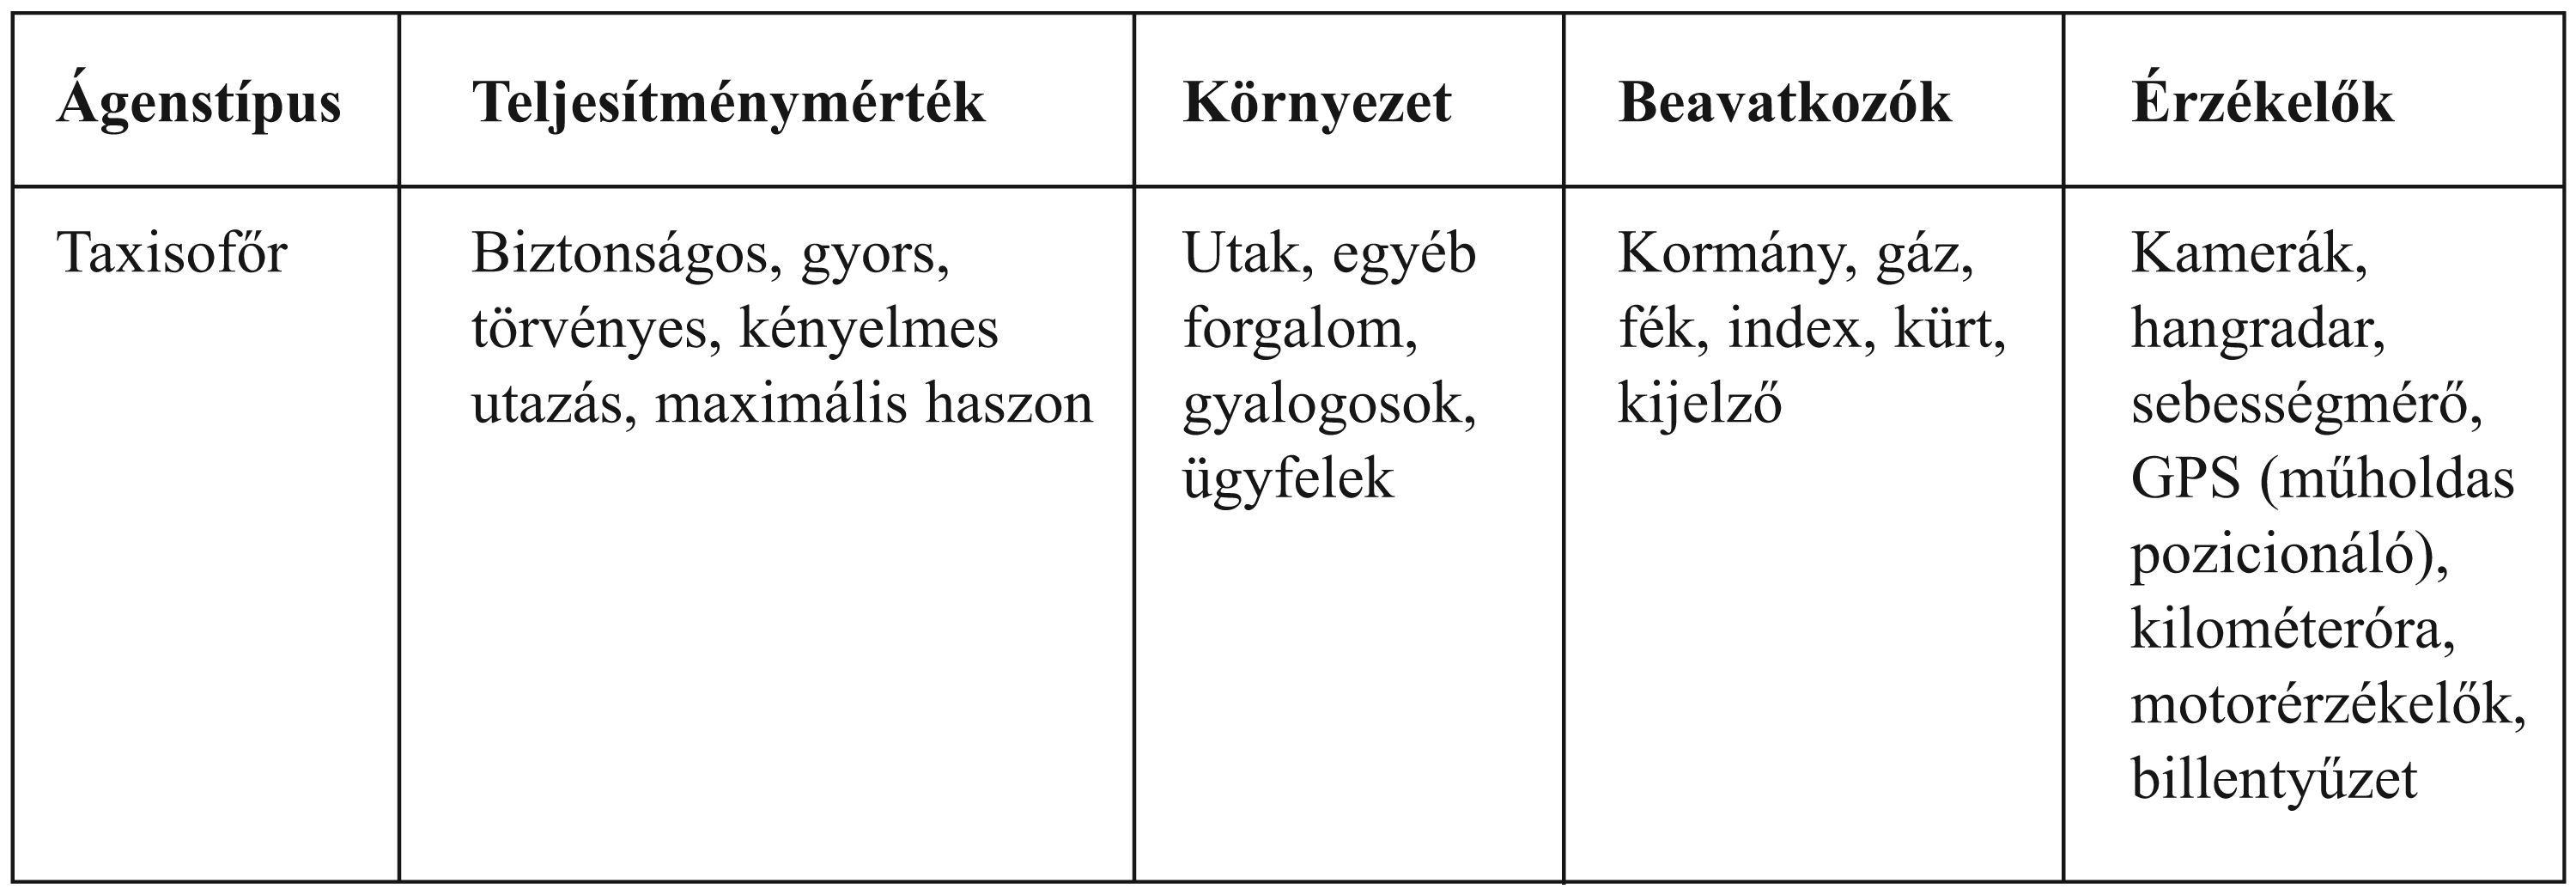 Ágenstípus
Teljesítménymérték
Környezet
Beavatkozók
Érzékelők
Taxisofőr
Biztonságos, gyors,
törvényes, kényelmes
utazás, maximális haszon
Utak, egyéb
forgalom,
gyalogosok,
ügyfelek
Kormány, gáz,
fék, index, kürt,
kijelző
Kamerák,
hangradar,
sebességmérő,
GPS (műholdas
pozicionáló),
kilométeróra,
motorérzékelők,
billentyűzet